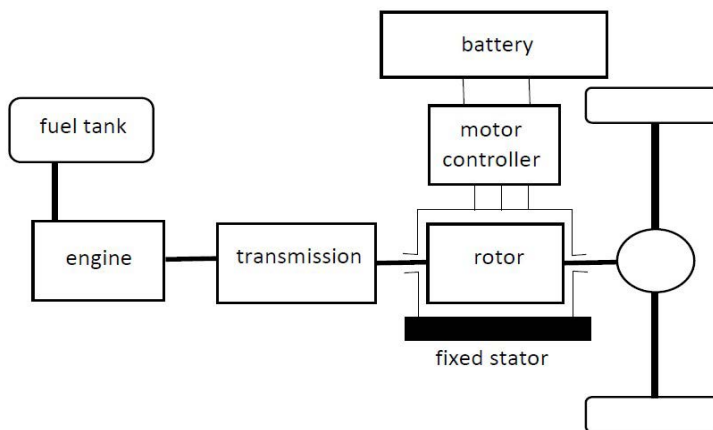 battery
fuel tank
motor
controller
engine
transmission
rotor
fixed stator